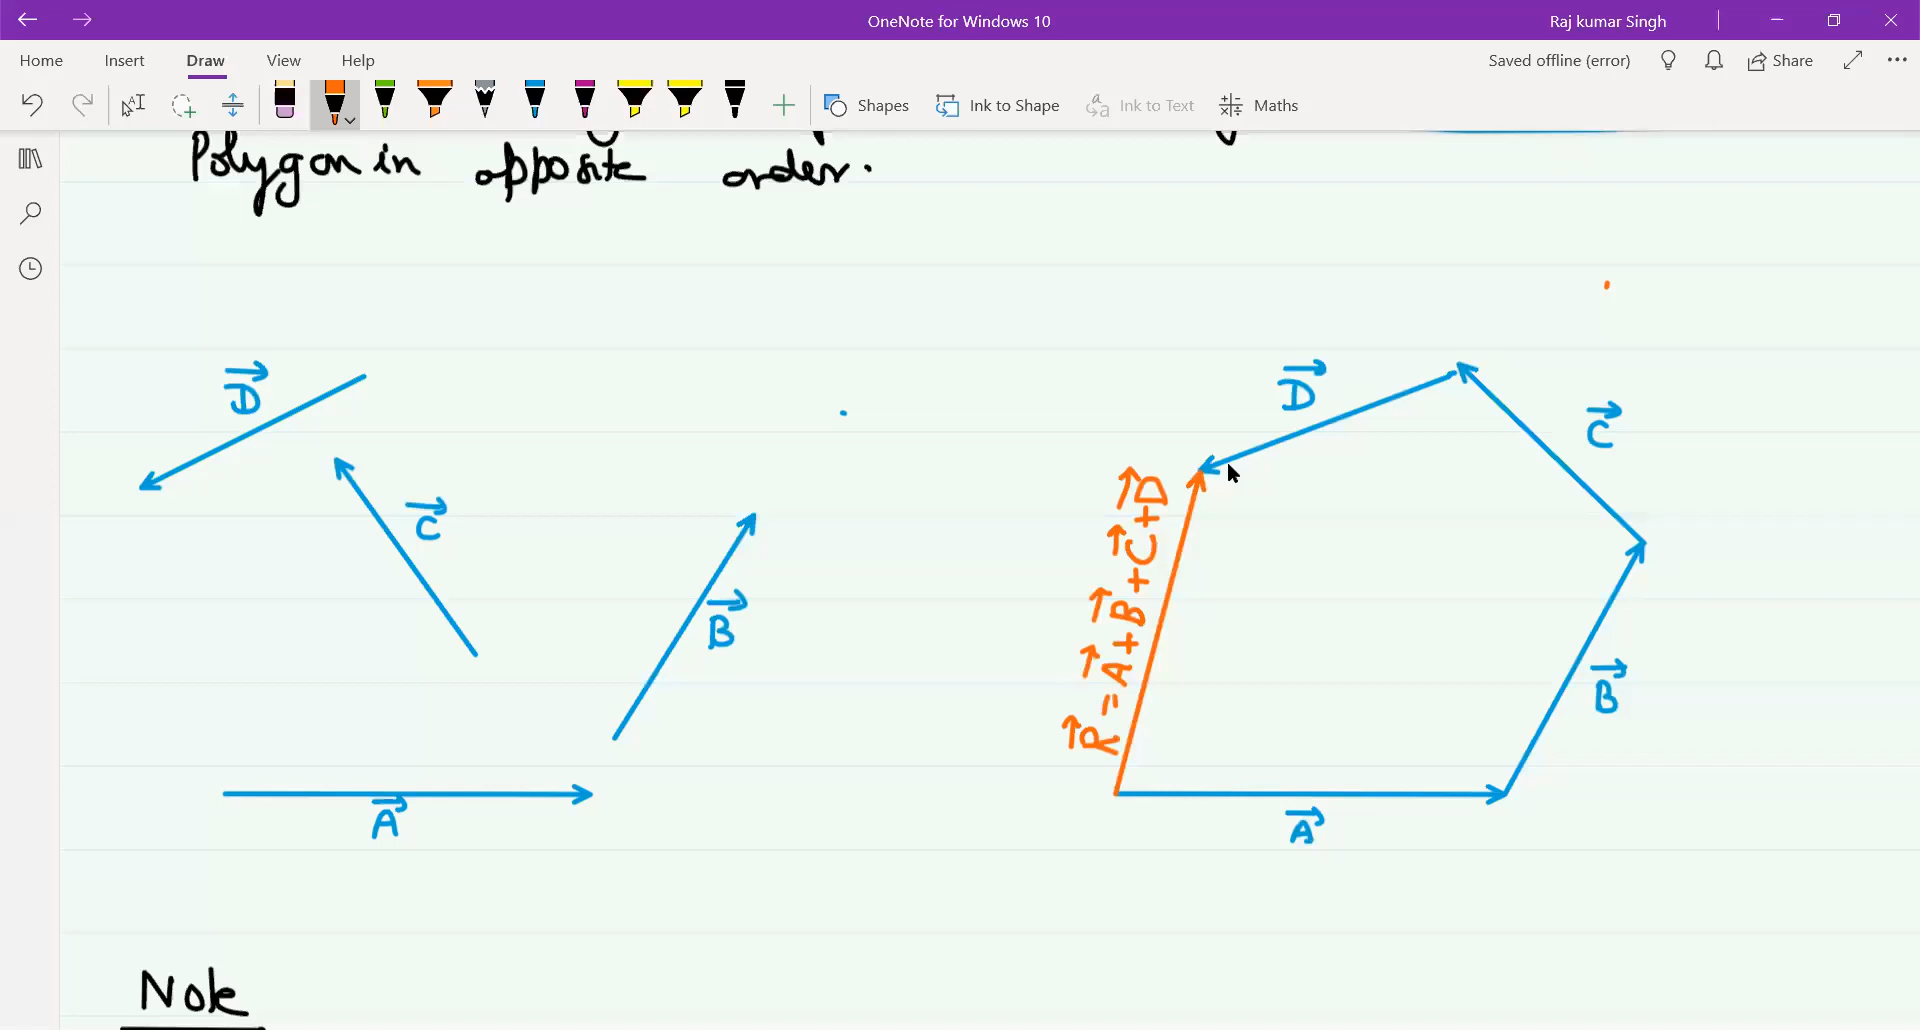 OneNote for Windows 10
Raj kumar Singh
Home Insert Draw View Help
Saved offline (error) Share
Shapes Ink to Shape Ink to Text Maths
Polygon in opposite order.
D
C
B
A
D
C
B
A
R = A + B + C + D
Note